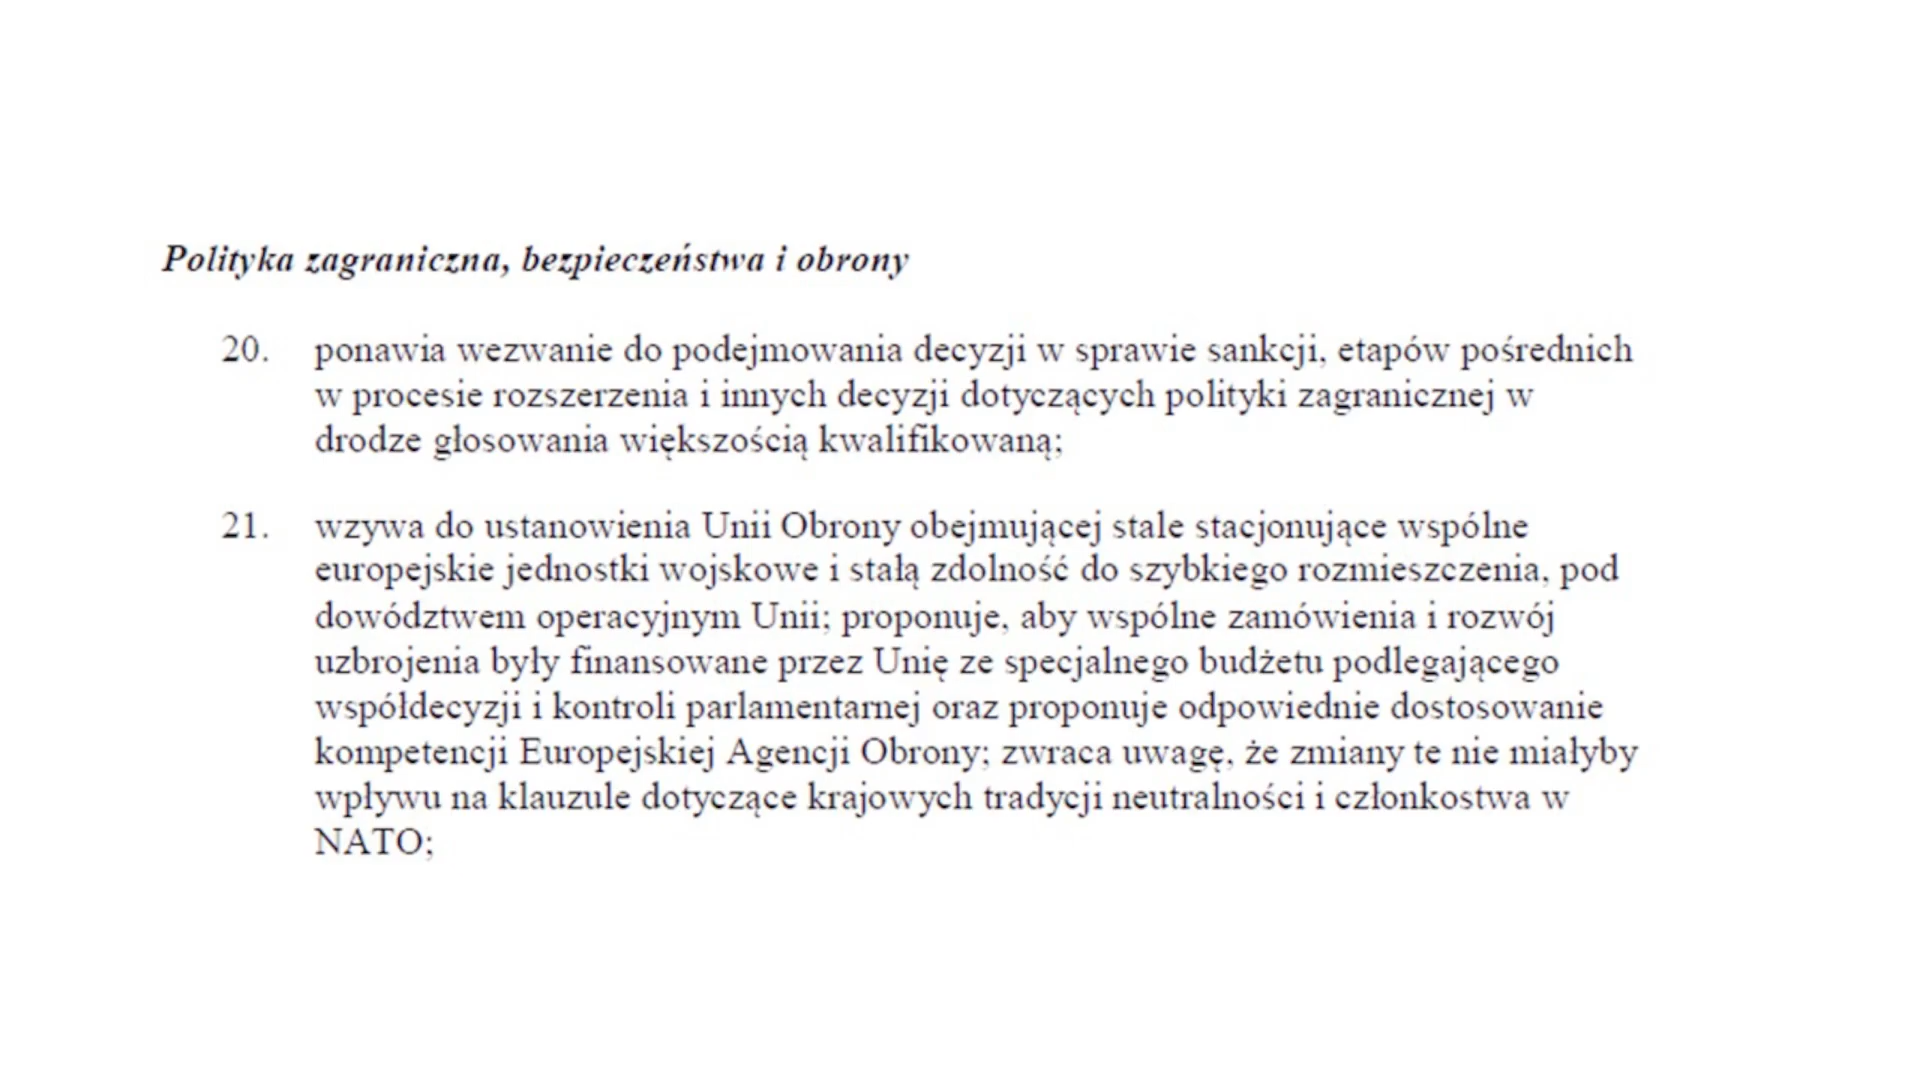 Polityka zagraniczna, bezpieczeństwa i obrony
20. ponawia wezwanie do podejmowania decyzji w sprawie sankcji, etapów pośrednich
w procesie rozszerzenia i innych decyzji dotyczących polityki zagranicznej w
drodze głosowania większością kwalifikowaną;
21. wzywa do ustanowienia Unii Obrony obejmującej stale stacjonujące wspólne
europejskie jednostki wojskowe i stałą zdolność do szybkiego rozmieszczenia, pod
dowództwem operacyjnym Unii; proponuje, aby wspólne zamówienia i rozwój
uzbrojenia były finansowane przez Unię ze specjalnego budżetu podlegającego
współdecyzji i kontroli parlamentarnej oraz proponuje odpowiednie dostosowanie
kompetencji Europejskiej Agencji Obrony; zwraca uwagę, że zmiany te nie miałyby
wpływu na klauzule dotyczące krajowych tradycji neutralności i członkostwa w
NATO;